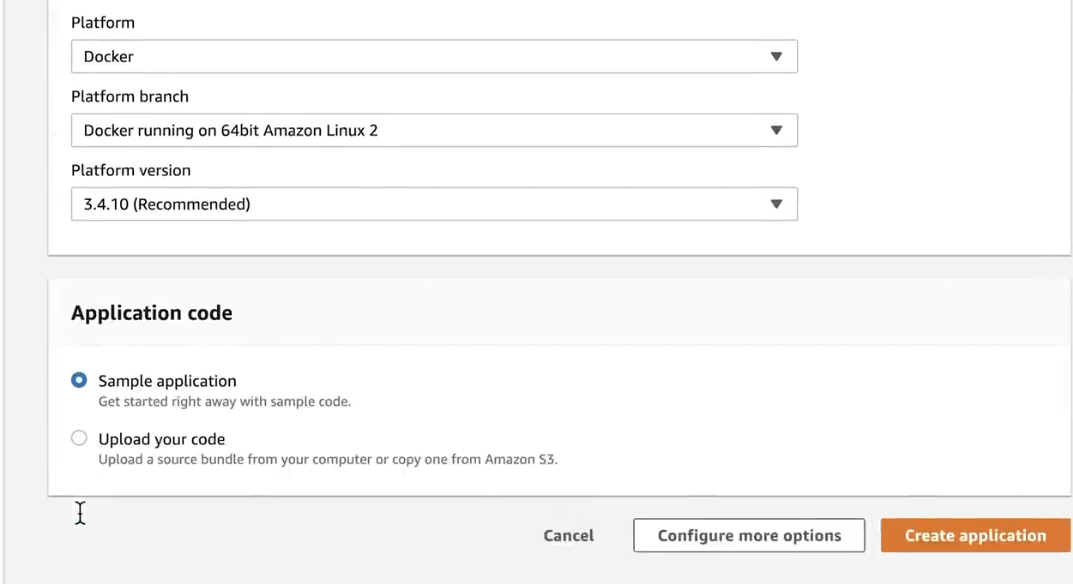 Platform
Docker
Platform branch
Docker running on 64bit Amazon Linux 2
Platform version
3.4.10 (Recommended)
Application code
Sample application
Get started right away with sample code.
Upload your code
Upload a source bundle from your computer or copy one from Amazon S3.
Cancel
Configure more options
Create application